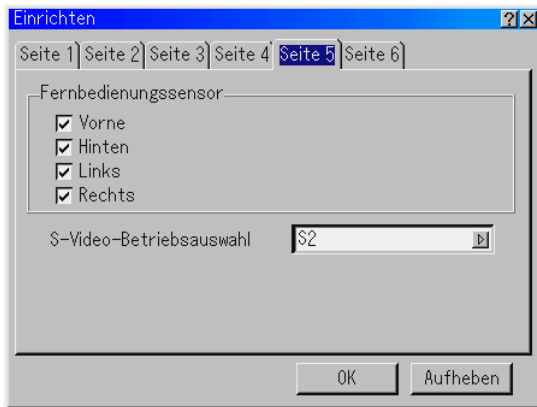 Einrichten
Seite 1 Seite 2 Seite 3 Seite 4 Seite 5 Seite 6
Fernbedienungssensor
Vorne
Hinten
Links
Rechts
S-Video-Betriebsauswahl S2
OK Aufheben